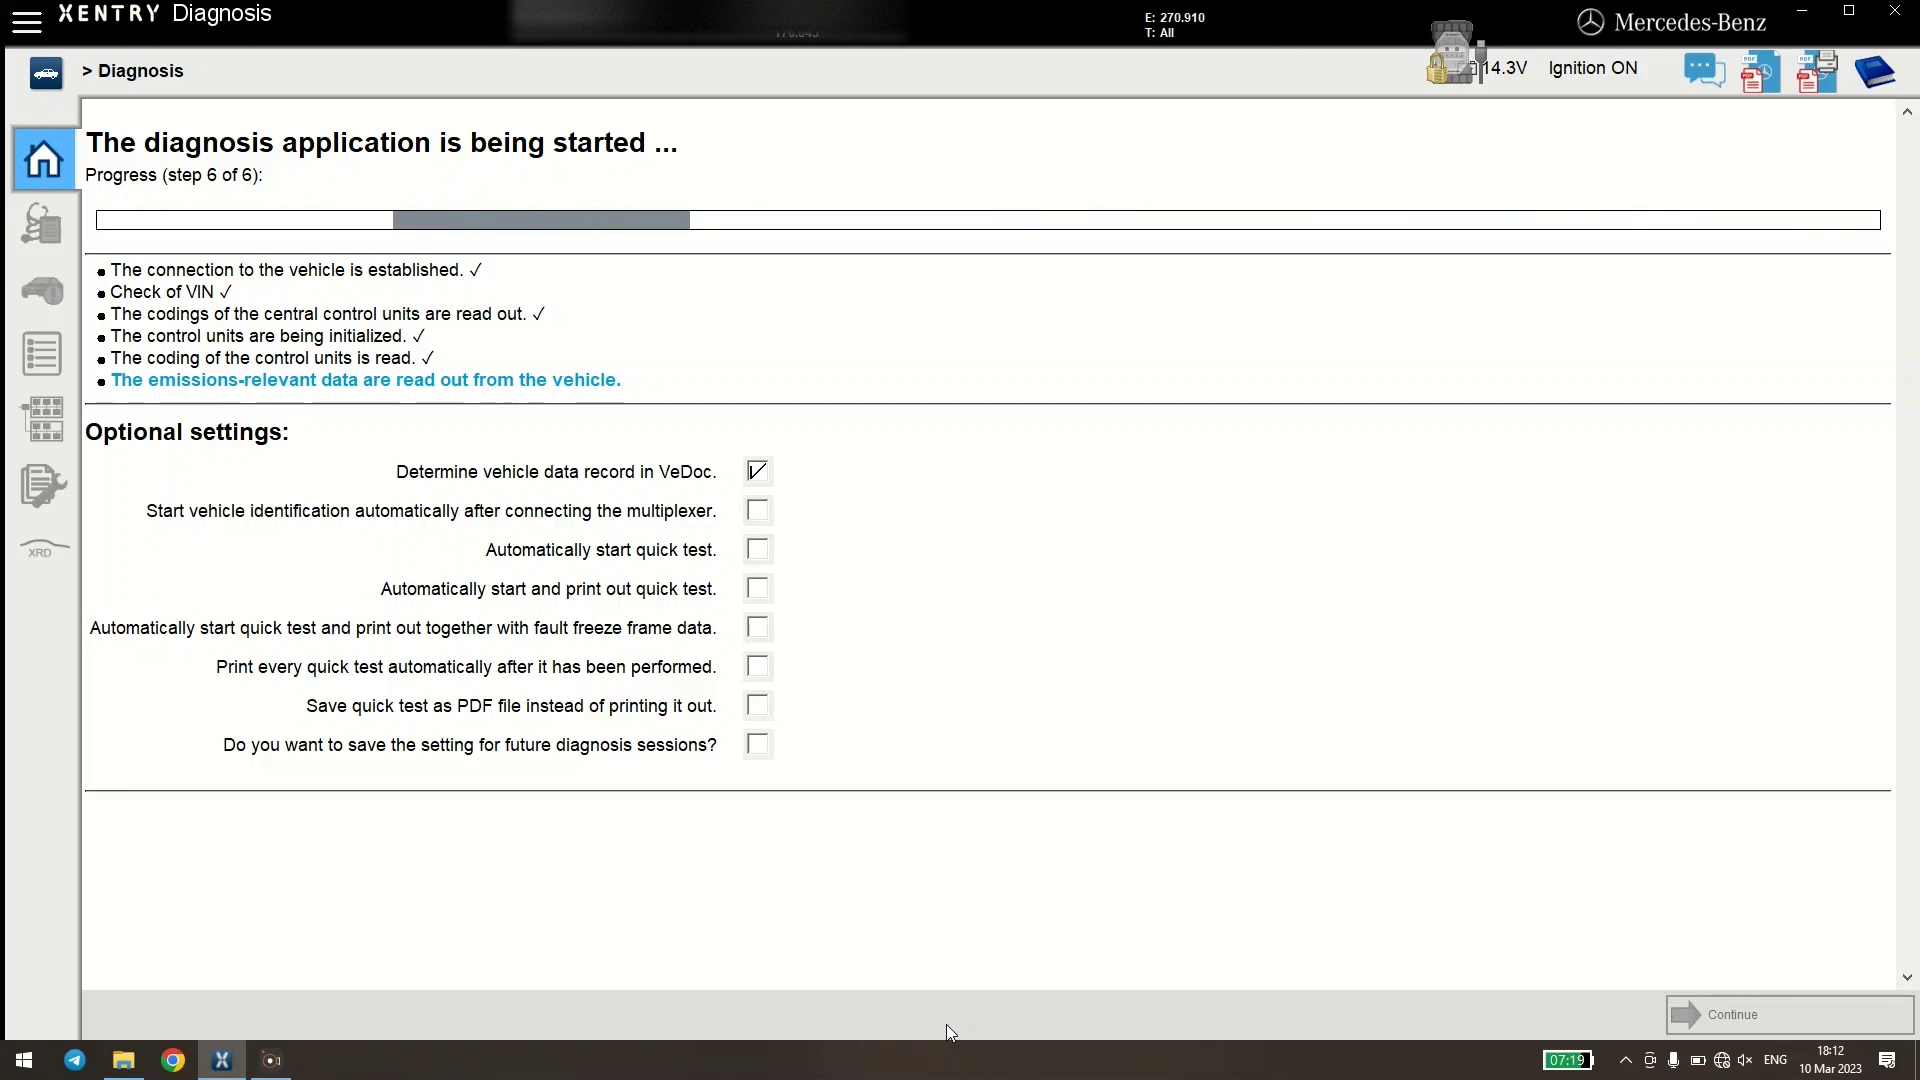 XENTRY Diagnosis
E: 270.910
T: All
Mercedes-Benz
> Diagnosis
14.3V
Ignition ON
The diagnosis application is being started ...
Progress (step 6 of 6):
• The connection to the vehicle is established. ✓
• Check of VIN ✓
• The codings of the central control units are read out. ✓
• The control units are being initialized. ✓
• The coding of the control units is read. ✓
• The emissions-relevant data are read out from the vehicle.
Optional settings:
Determine vehicle data record in VeDoc.
Start vehicle identification automatically after connecting the multiplexer.
Automatically start quick test.
Automatically start and print out quick test.
Automatically start quick test and print out together with fault freeze frame data.
Print every quick test automatically after it has been performed.
Save quick test as PDF file instead of printing it out.
Do you want to save the setting for future diagnosis sessions?
XRD
Continue
07:19
ENG
18:12
10 Mar 2023